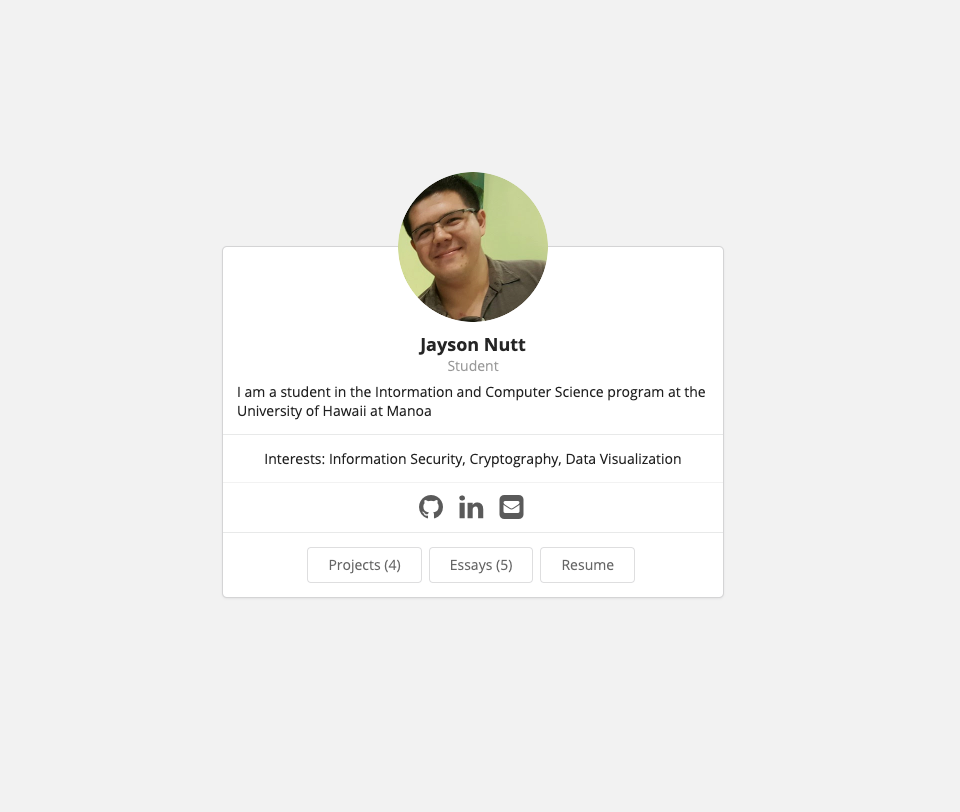 Jayson Nutt
Student
I am a student in the Intormation and Computer Science program at the
University of Hawaii at Manoa
Interests: Information Security, Cryptography, Data Visualization
Projects (4) Essays (5) Resume